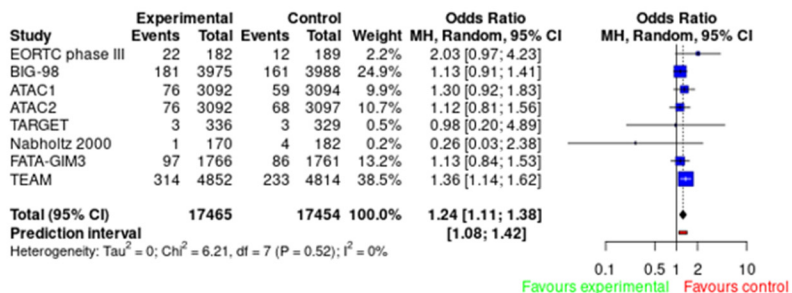 Experimental Control Odds Ratio Odds Ratio
Study Events Total Events Total Weight MH, Random, 95% CI MH, Random, 95% CI
EORTC phase III 22 182 12 189 2.2% 2.03 [0.97; 4.23]
BIG-98 181 3975 161 3988 24.9% 1.13 [0.91; 1.41]
ATAC1 76 3092 59 3094 9.9% 1.30 [0.92; 1.83]
ATAC2 76 3092 68 3097 10.7% 1.12 [0.81; 1.56]
TARGET 3 336 3 329 0.5% 0.98 [0.20; 4.89]
Nabholtz 2000 1 170 4 182 0.2% 0.26 [0.03; 2.38]
FATA-GIM3 97 1766 86 1761 13.2% 1.13 [0.84; 1.53]
TEAM 314 4852 233 4814 38.5% 1.36 [1.14; 1.62]
Total (95% CI) 17465 17454 100.0% 1.24 [1.11; 1.38]
Prediction interval [1.08; 1.42]
Heterogeneity: Tau² = 0; Chi² = 6.21, df = 7 (P = 0.52); I² = 0%
0.1 0.5 1 2 10
Favours experimental Favours control